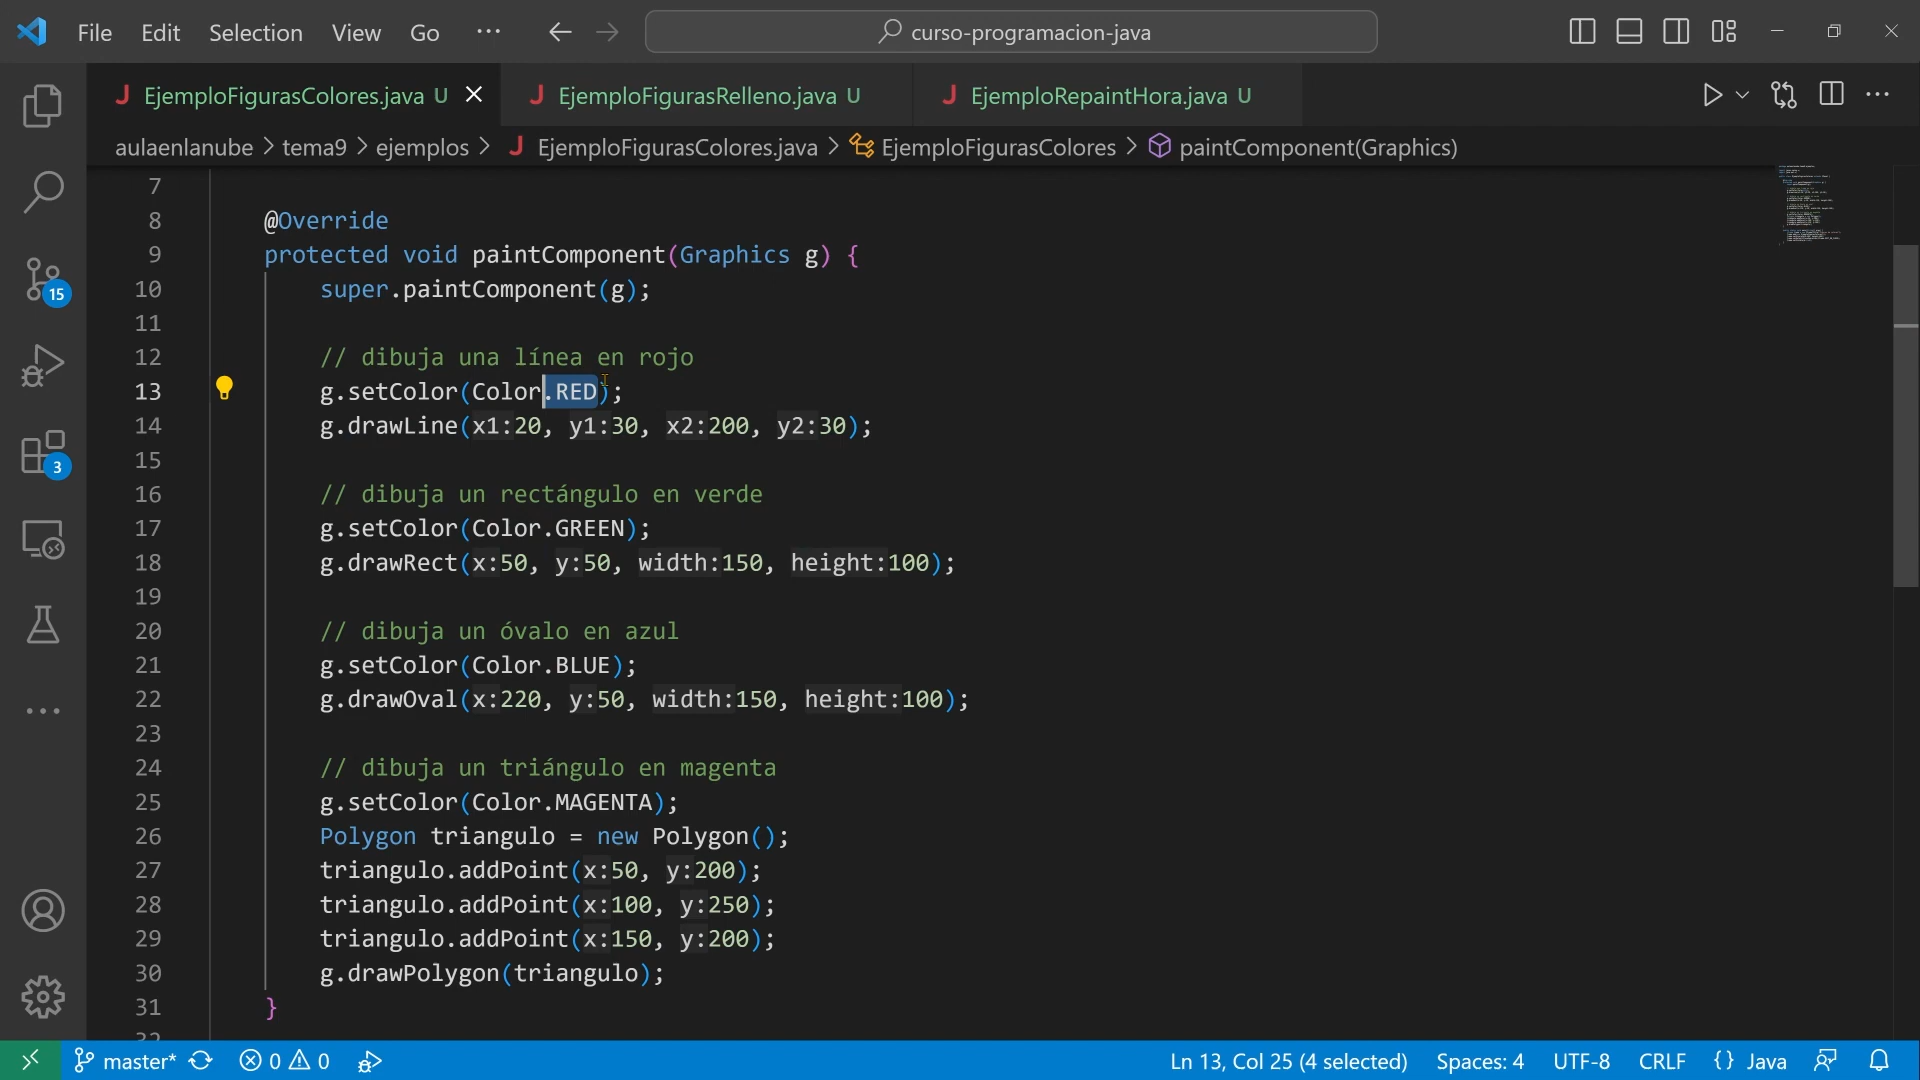 File Edit Selection View Go ··· curso-programacion-java
EjemploFigurasColores.java U EjemploFigurasRelleno.java U EjemploRepaintHora.java U
aulaenlanube > tema9 > ejemplos > J EjemploFigurasColores.java > EjemploFigurasColores > paintComponent(Graphics)
7
8 @Override
9 protected void paintComponent(Graphics g) {
10 super.paintComponent(g);
11
12 // dibuja una línea en rojo
13 g.setColor(Color.RED);
14 g.drawLine(x1:20, y1:30, x2:200, y2:30);
15
16 // dibuja un rectángulo en verde
17 g.setColor(Color.GREEN);
18 g.drawRect(x:50, y:50, width:150, height:100);
19
20 // dibuja un óvalo en azul
21 g.setColor(Color.BLUE);
22 g.drawOval(x:220, y:50, width:150, height:100);
23
24 // dibuja un triángulo en magenta
25 g.setColor(Color.MAGENTA);
26 Polygon triangulo = new Polygon();
27 triangulo.addPoint(x:50, y:200);
28 triangulo.addPoint(x:100, y:250);
29 triangulo.addPoint(x:150, y:200);
30 g.drawPolygon(triangulo);
31 }
15
3
master* 0 0 Ln 13, Col 25 (4 selected) Spaces: 4 UTF-8 CRLF {} Java